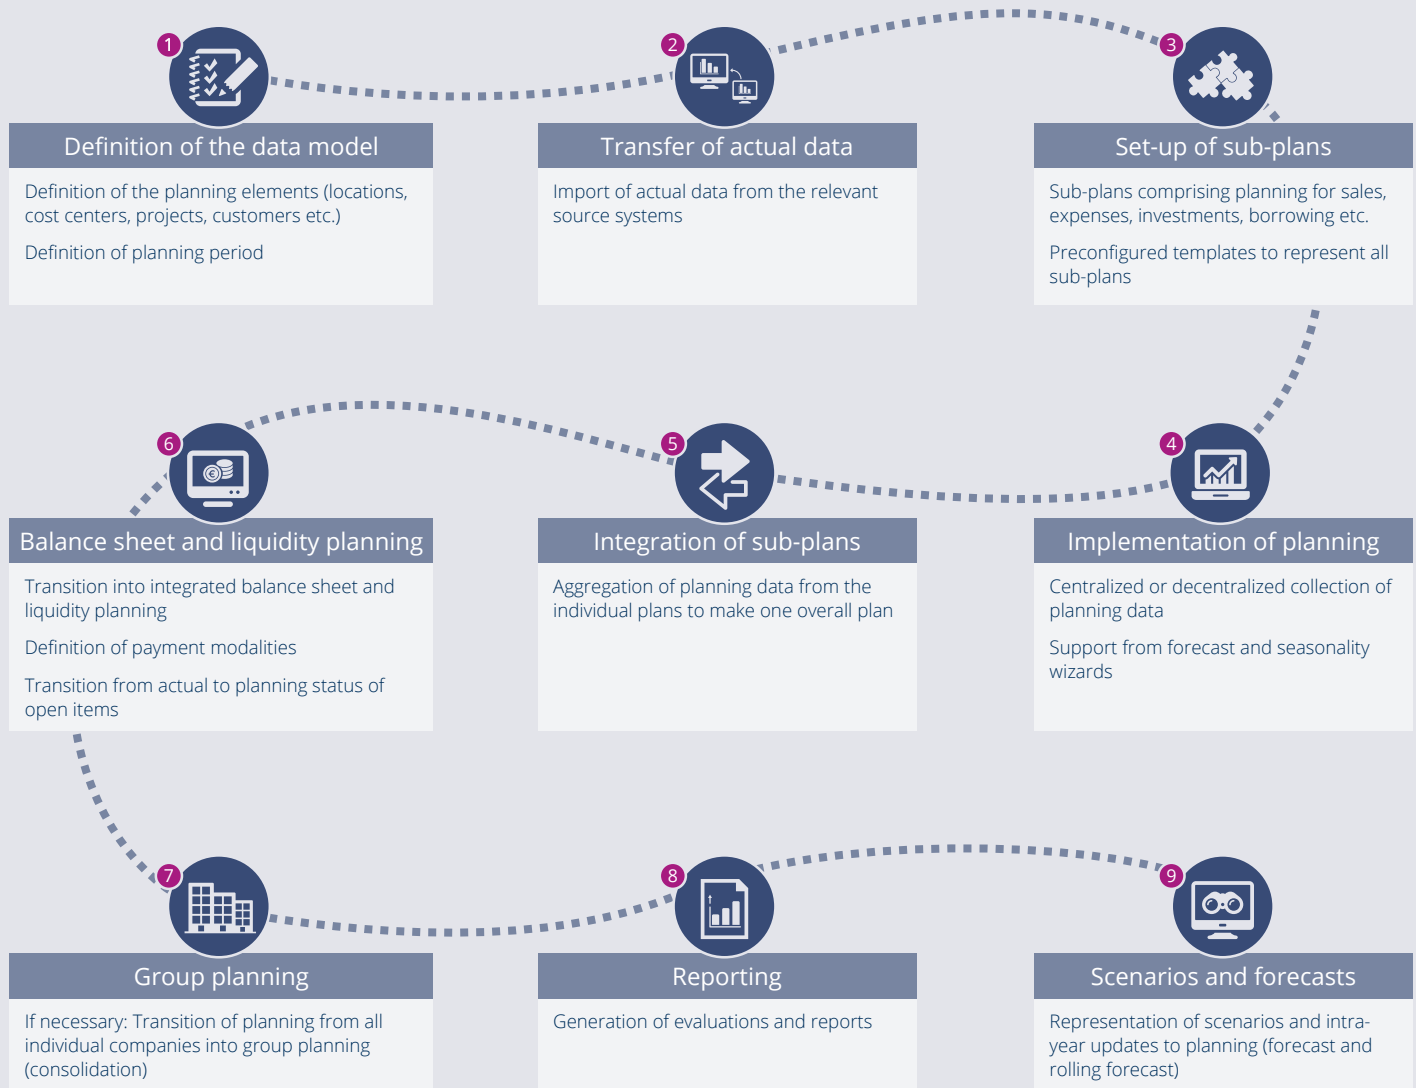 1
Definition of the data model
Definition of the planning elements (locations,
cost centers, projects, customers etc.)
Definition of planning period
2
Transfer of actual data
Import of actual data from the relevant
source systems
3
Set-up of sub-plans
Sub-plans comprising planning for sales,
expenses, investments, borrowing etc.
Preconfigured templates to represent all
sub-plans
4
Implementation of planning
Centralized or decentralized collection of
planning data
Support from forecast and seasonality
wizards
5
Integration of sub-plans
Aggregation of planning data from the
individual plans to make one overall plan
6
€
Balance sheet and liquidity planning
Transition into integrated balance sheet and
liquidity planning
Definition of payment modalities
Transition from actual to planning status of
open items
7
Group planning
If necessary: Transition of planning from all
individual companies into group planning
(consolidation)
8
Reporting
Generation of evaluations and reports
9
Scenarios and forecasts
Representation of scenarios and intra-
year updates to planning (forecast and
rolling forecast)